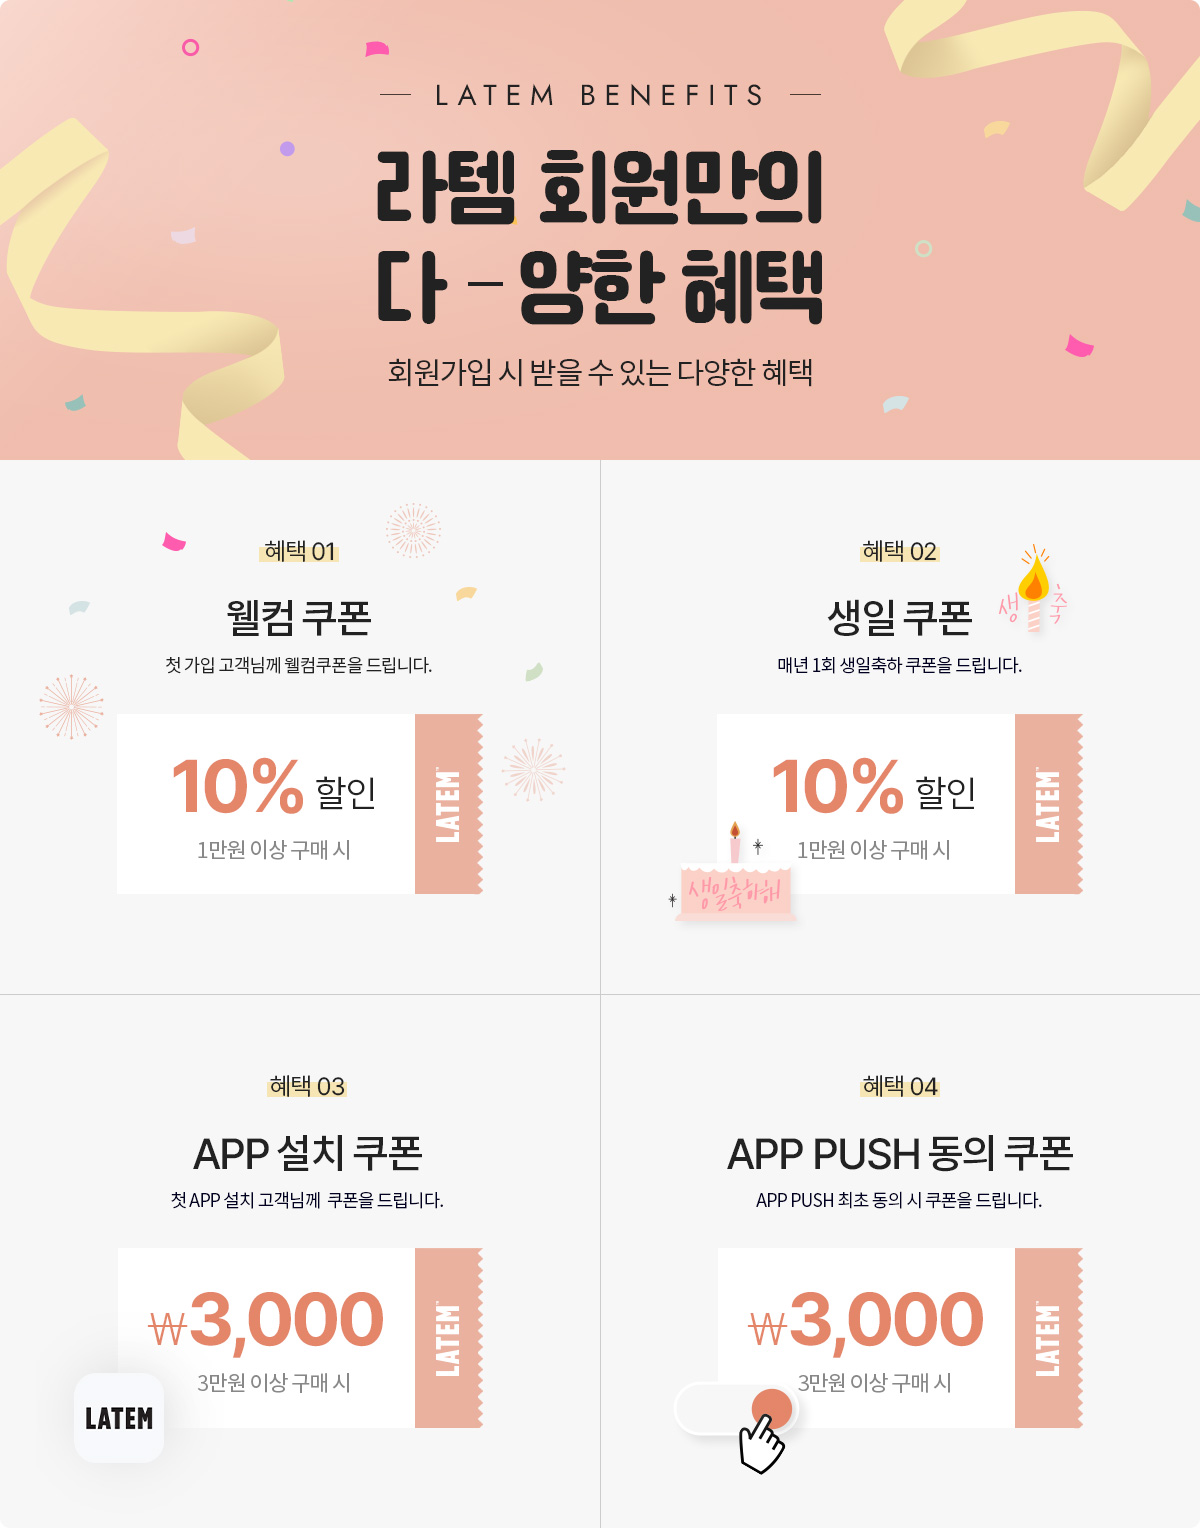 LATEM BENEFITS
라템 회원만의
다 - 양한 혜택
회원가입 시 받을 수 있는 다양한 혜택
혜택 01
웰컴 쿠폰
첫 가입 고객님께 웰컴쿠폰을 드립니다.
10% 할인
1만원 이상 구매 시
LATEM
혜택 02
생일 쿠폰
생 축
매년 1회 생일축하 쿠폰을 드립니다.
10% 할인
1만원 이상 구매 시
LATEM
생일축하해
혜택 03
APP 설치 쿠폰
첫 APP 설치 고객님께 쿠폰을 드립니다.
₩3,000
3만원 이상 구매 시
LATEM
LATEM
혜택 04
APP PUSH 동의 쿠폰
APP PUSH 최초 동의 시 쿠폰을 드립니다.
₩3,000
3만원 이상 구매 시
LATEM